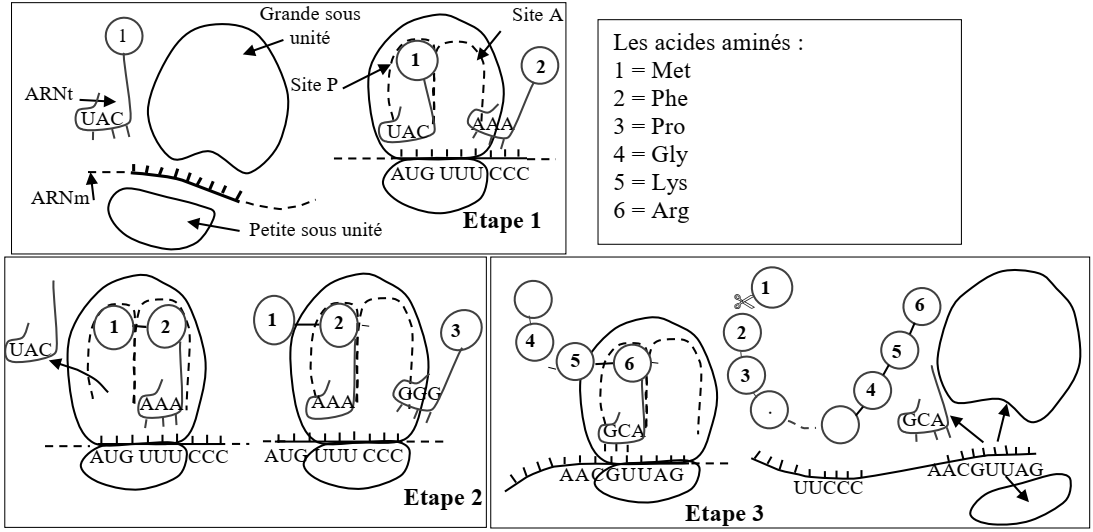 Grande sous
unité
1
ARNt
UAC
ARNm
Petite sous unité
Site A
Site P
1
2
UAC
AAA
AUG UUU CCC
Etape 1
Les acides aminés :
1 = Met
2 = Phe
3 = Pro
4 = Gly
5 = Lys
6 = Arg
UAC
1
2
AAA
AUG UUU CCC
1
2
3
AAA
GGG
AUG UUU CCC
Etape 2
4
5
6
GCA
AACGUUAG
1
2
3
4
5
6
GCA
UUCCC
AACGUUAG
Etape 3